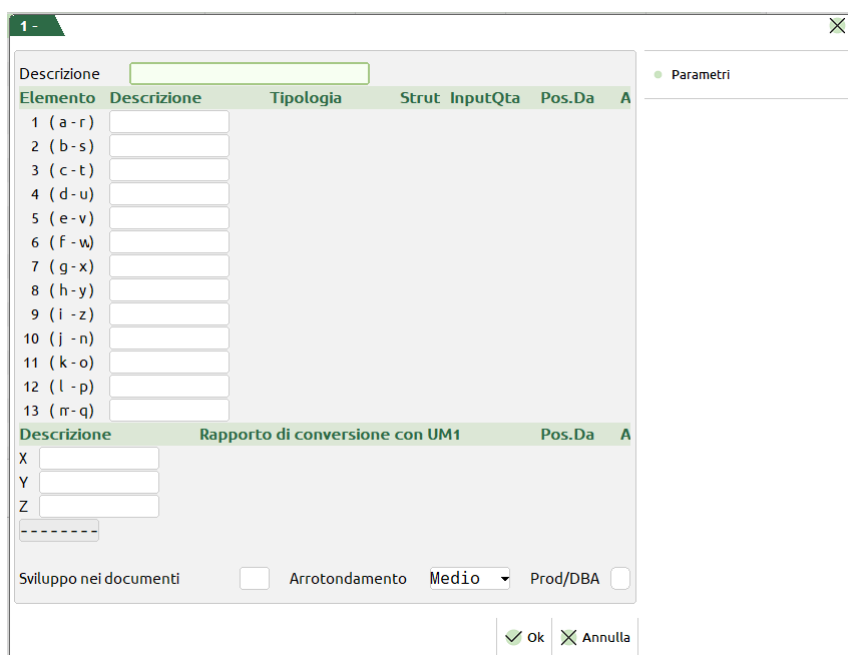 1 -
Descrizione
Parametri
Elemento Descrizione Tipologia Strut InputQta Pos.Da A
1 (a-r)
2 (b-s)
3 (c-t)
4 (d-u)
5 (e-v)
6 (f-w)
7 (g-x)
8 (h-y)
9 (i-z)
10 (j-n)
11 (k-o)
12 (l-p)
13 (m-q)
Descrizione Rapporto di conversione con UM1 Pos.Da A
X
Y
Z
--------
Sviluppo nei documenti Arrotondamento Medio Prod/DBA
Ok Annulla